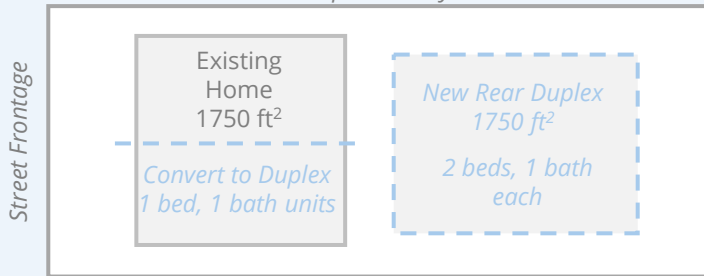 Street Frontage
Existing
Home
1750 ft²
Convert to Duplex
1 bed, 1 bath units
New Rear Duplex
1750 ft²
2 beds, 1 bath
each